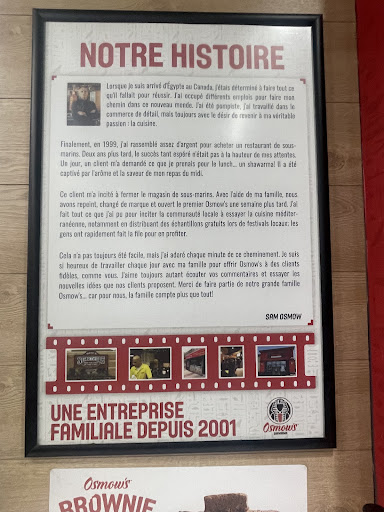 NOTRE HISTOIRE
Lorsque je suis arrivé d'Égypte au Canada, j'étais déterminé à faire tout ce
qu'il fallait pour réussir. J'ai occupé différents emplois pour faire mon
chemin dans ce nouveau monde. J'ai été pompiste, j'ai travaillé dans le
commerce de détail, mais toujours avec le désir de revenir à ma véritable
passion : la cuisine.
Finalement, en 1999, j'ai rassemblé assez d'argent pour acheter un restaurant de sous-
marins. Deux ans plus tard, le succès tant espéré n'était pas à la hauteur de mes attentes.
Un jour, un client m'a demandé ce que je prenais pour le lunch... un shawarma! Il a été
captivé par l'arôme et la saveur de mon repas du midi.
Ce client m'a incité à fermer le magasin de sous-marins. Avec l'aide de ma famille, nous
avons repeint, changé de marque et ouvert le premier Osmow's une semaine plus tard. J'ai
fait tout ce que j'ai pu pour inciter la communauté locale à essayer la cuisine méditer-
ranéenne, notamment en distribuant des échantillons gratuits lors de festivals locaux: les
gens ont rapidement fait la file pour en profiter.
Cela n'a pas toujours été facile, mais j'ai adoré chaque minute de ce cheminement. Je suis
si heureux de travailler chaque jour avec ma famille pour offrir Osmow's à des clients
fidèles, comme vous. J'aime toujours autant écouter vos commentaires et essayer les
nouvelles idées que nos clients proposent. Merci de faire partie de notre grande famille
Osmow's... car pour nous, la famille compte plus que tout!
SAM OSMOW
UNE ENTREPRISE
FAMILIALE DEPUIS 2001
Osmow's
Osmow's
BROWNIE